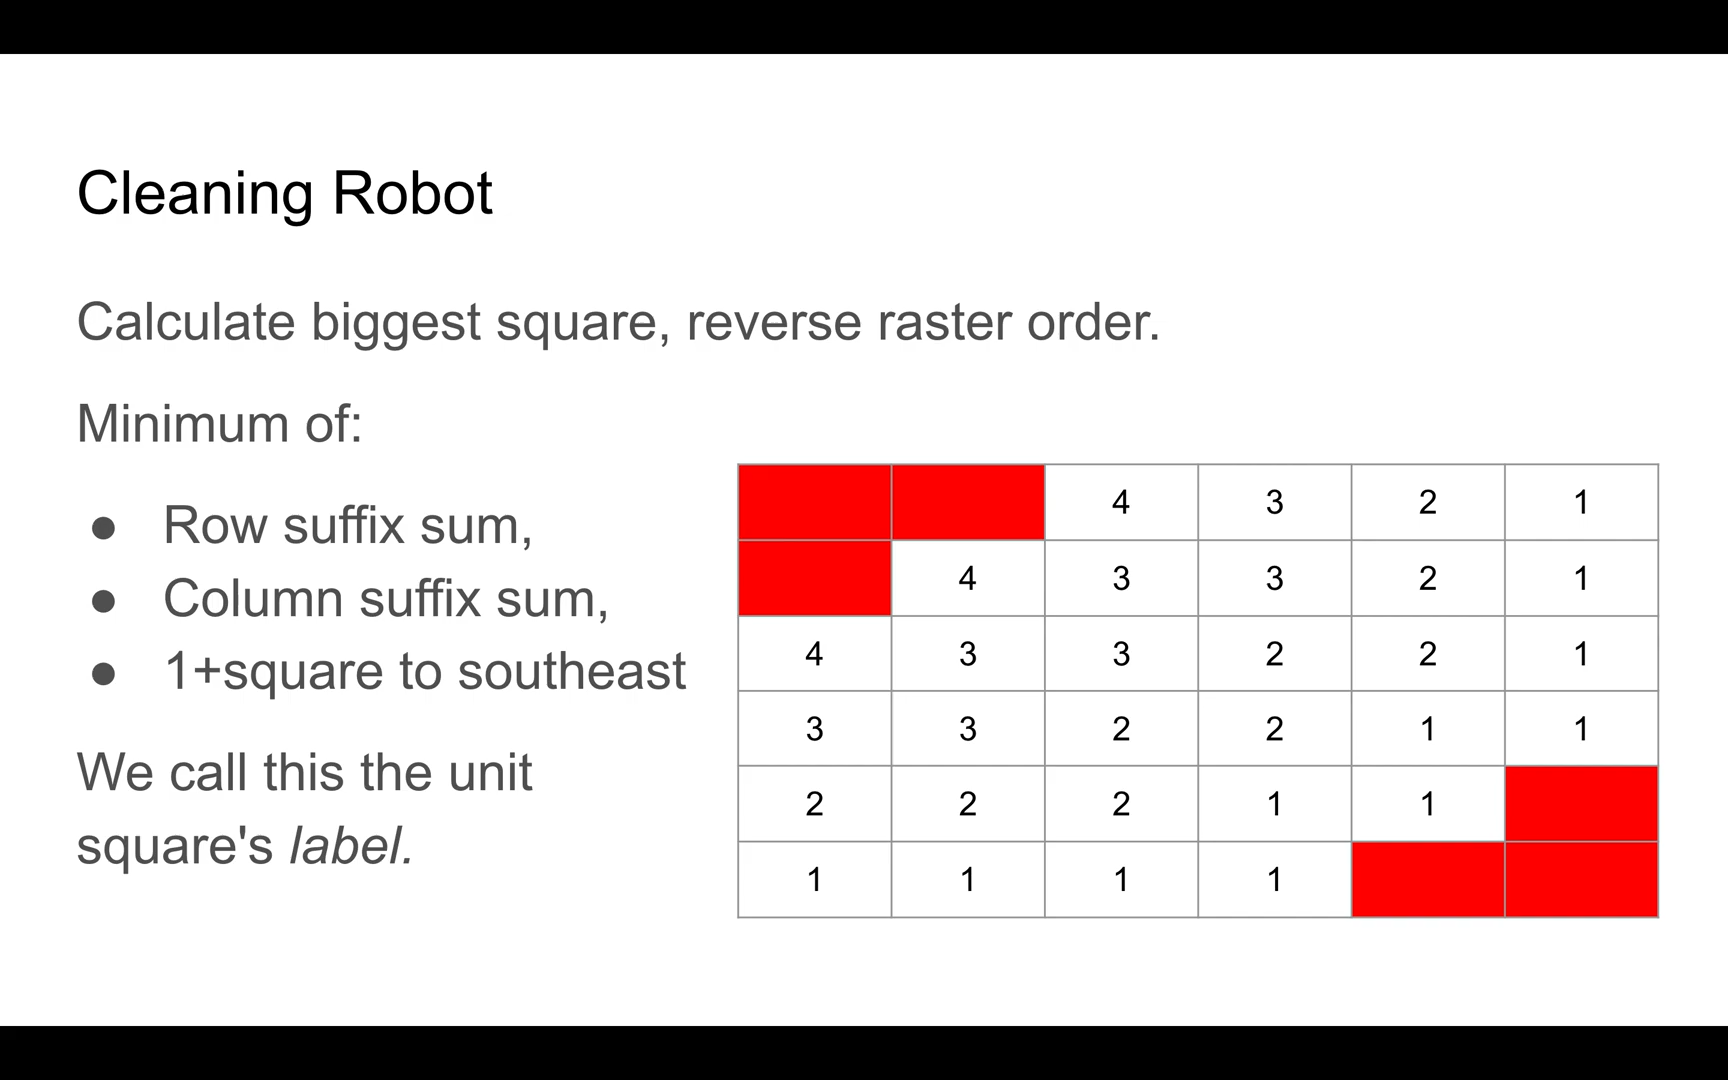 Cleaning Robot
Calculate biggest square, reverse raster order.
Minimum of:
● Row suffix sum,
● Column suffix sum,
● 1+square to southeast
We call this the unit
square's label.
4 3 2 1
4 3 3 2 1
4 3 3 2 2 1
3 3 2 2 1 1
2 2 2 1 1
1 1 1 1